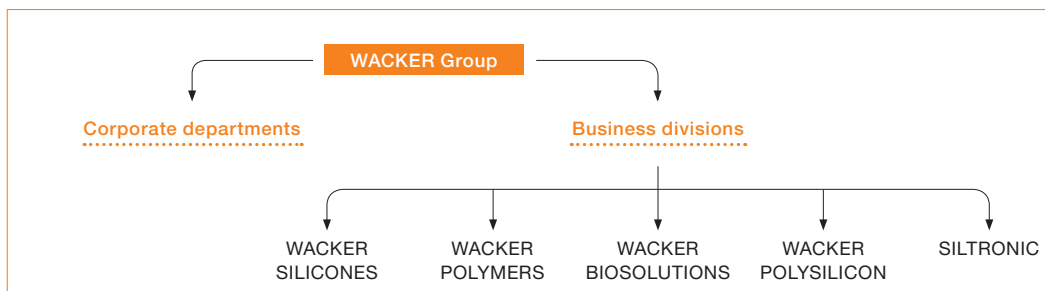 WACKER Group
Corporate departments
Business divisions
WACKER
SILICONES
WACKER
POLYMERS
WACKER
BIOSOLUTIONS
WACKER
POLYSILICON
SILTRONIC